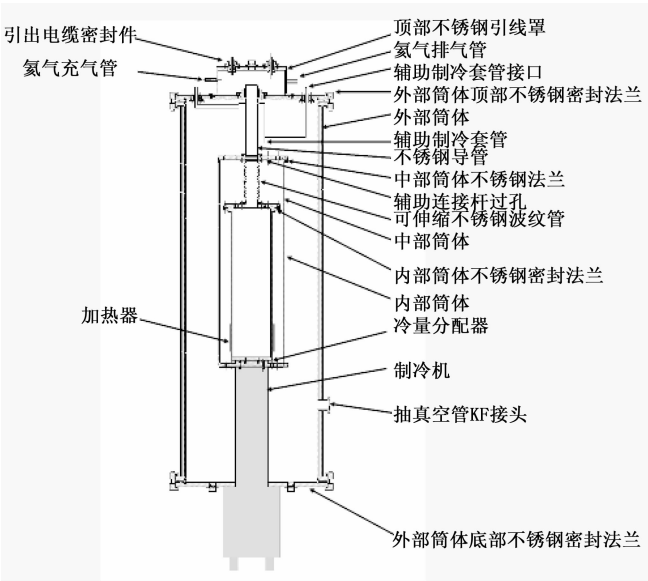 引出电缆密封件
氦气充气管
加热器
顶部不锈钢引线罩
氦气排气管
辅助制冷套管接口
外部筒体顶部不锈钢密封法兰
外部筒体
辅助制冷套管
不锈钢导管
中部筒体不锈钢法兰
辅助连接杆过孔
可伸缩不锈钢波纹管
中部筒体
内部筒体不锈钢密封法兰
内部筒体
冷量分配器
制冷机
抽真空管KF接头
外部筒体底部不锈钢密封法兰